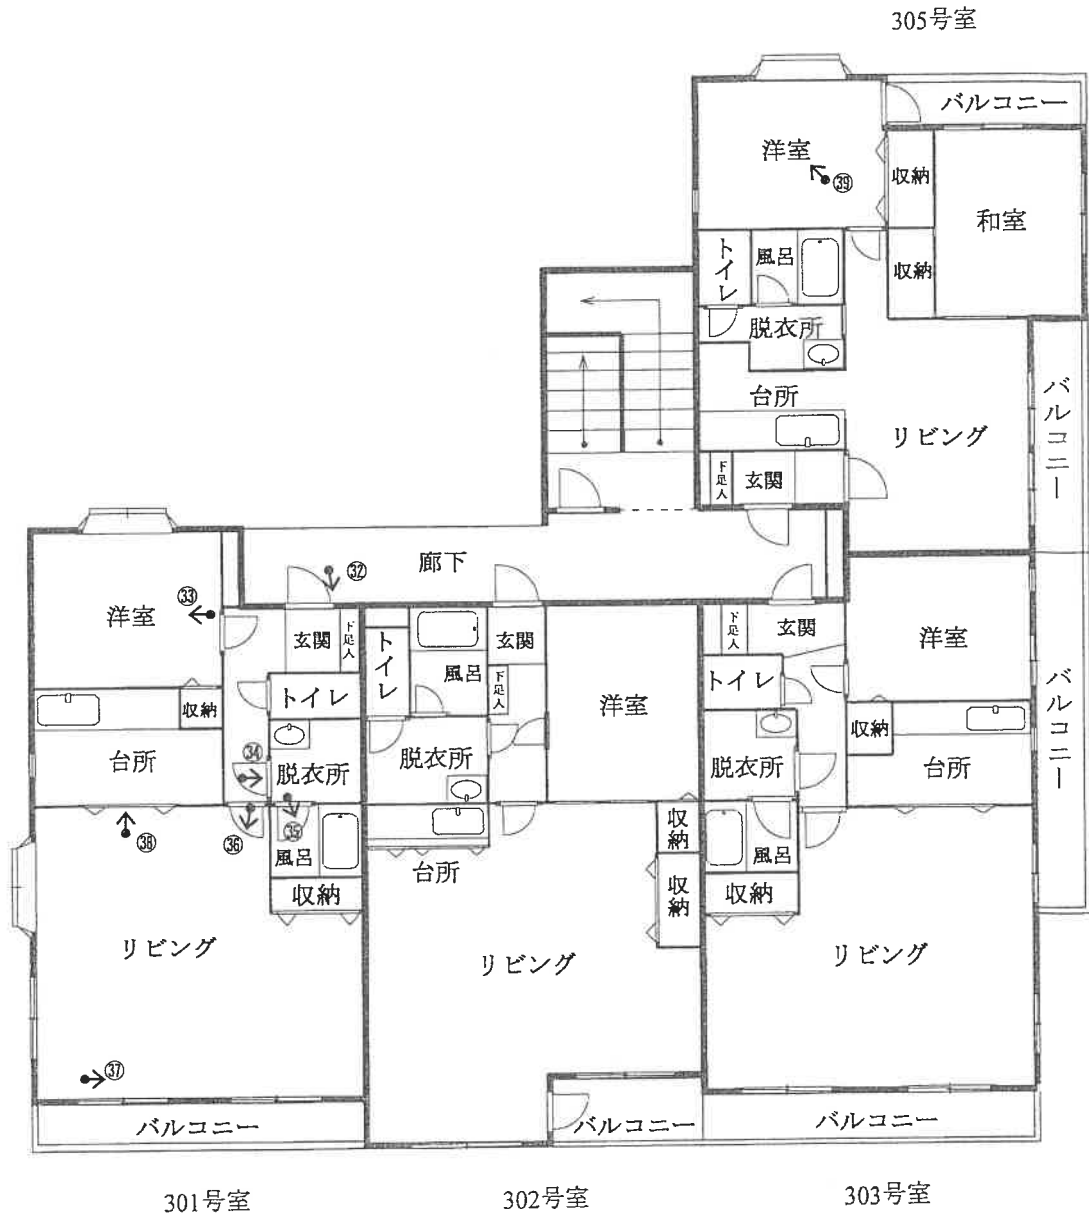 305号室
バルコニー
洋室
㊴
収納
和室
トイレ
風呂
収納
脱衣所
台所
バルコニー
リビング
下足入
玄関
廊下
㉜
洋室
㉝
玄関
下足入
トイレ
風呂
玄関
下足入
洋室
下足入
玄関
洋室
バルコニー
収納
トイレ
トイレ
台所
㉞
脱衣所
脱衣所
脱衣所
収納
台所
㊳
㊱
㉟
風呂
収納
台所
収納
収納
風呂
収納
リビング
リビング
リビング
㊲
バルコニー
バルコニー
バルコニー
301号室
302号室
303号室